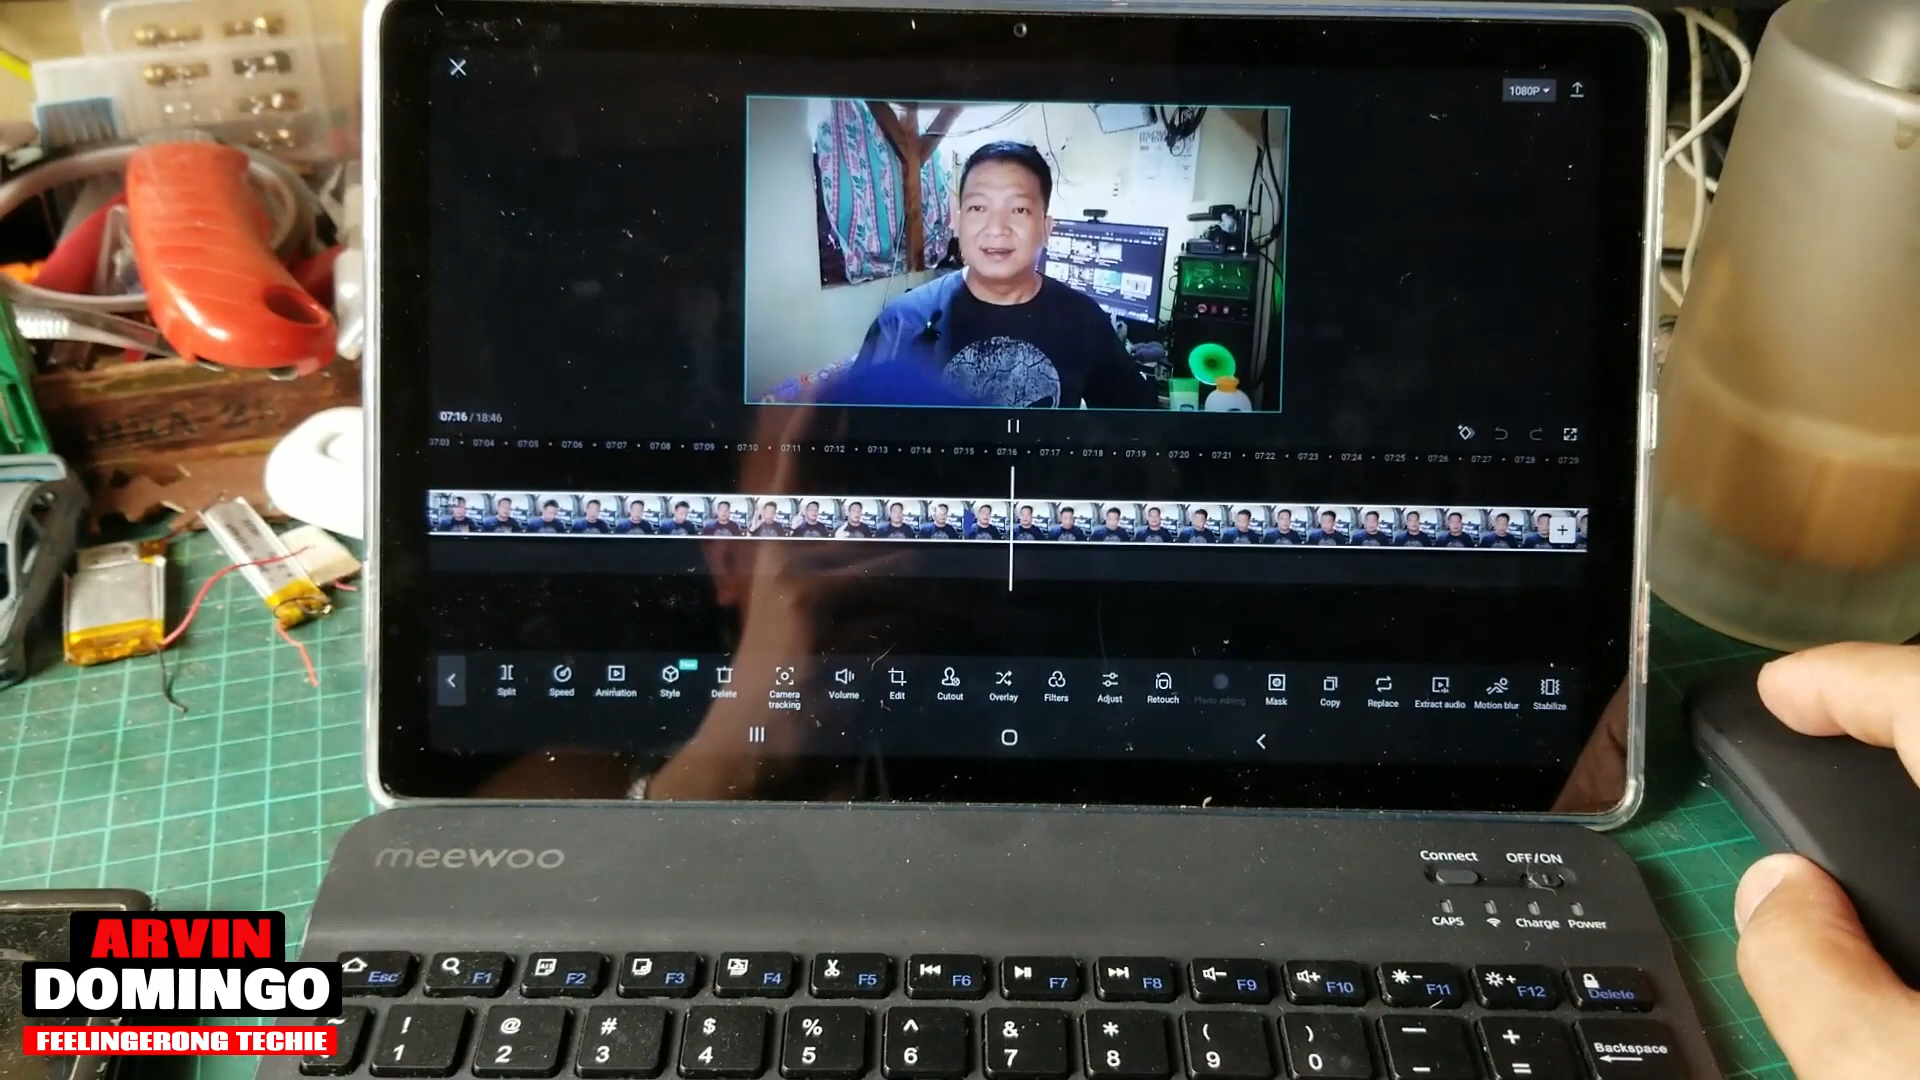 1080P
07:16 / 18:46
07:03 07:04 07:05 07:06 07:07 07:08 07:09 07:10 07:11 07:12 07:13 07:14 07:15 07:16 07:17 07:18 07:19 07:20 07:21 07:22 07:23 07:24 07:25 07:26 07:27 07:28 07:29
New
Split Speed Animation Style Delete Camera tracking Volume Edit Cutout Overlay Filters Adjust Retouch Photo editing Mask Copy Replace Extract audio Motion blur Stabilize
meewoo
Connect OFF/ON
CAPS Charge Power
Esc F1 F2 F3 F4 F5 F6 F7 F8 F9 F10 F11 F12 Delete
~ ! @ # $ % ^ & * ( ) — +
1 2 3 4 5 6 7 8 9 0 - = Backspace
ARVIN
DOMINGO
FEELINGERONG TECHIE